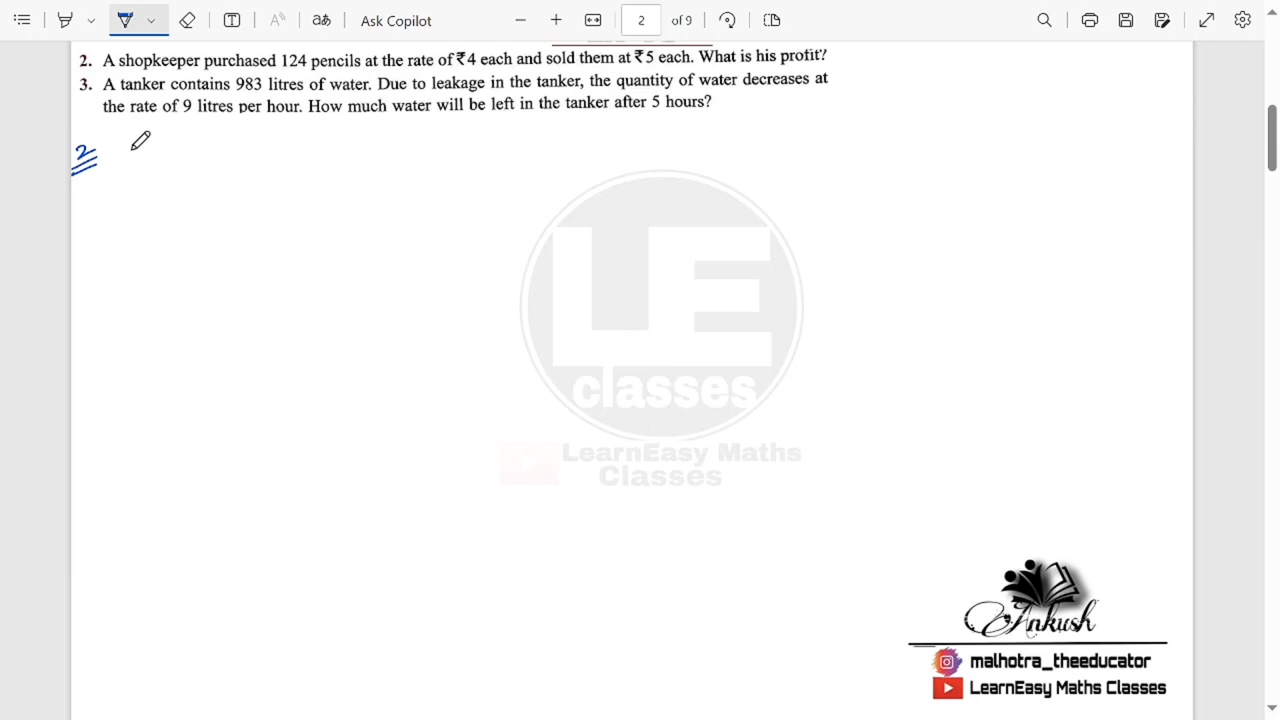 Ask Copilot
2
of 9
2. A shopkeeper purchased 124 pencils at the rate of ₹4 each and sold them at ₹5 each. What is his profit?
3. A tanker contains 983 litres of water. Due to leakage in the tanker, the quantity of water decreases at
the rate of 9 litres per hour. How much water will be left in the tanker after 5 hours?
2
LE
classes
LearnEasy Maths
Classes
Ankush
malhotra_theeducator
LearnEasy Maths Classes